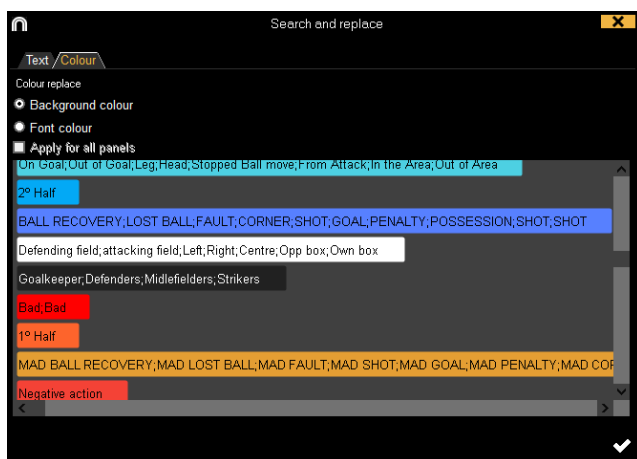 Search and replace
Text Colour
Colour replace
Background colour
Font colour
Apply for all panels
On Goal;Out of Goal;Leg;Head;Stopped Ball move;From Attack;In the Area;Out of Area
2º Half
BALL RECOVERY;LOST BALL;FAULT;CORNER;SHOT;GOAL;PENALTY;POSSESSION;SHOT;SHOT
Defending field;attacking field;Left;Right;Centre;Opp box;Own box
Goalkeeper;Defenders;Midlefielders;Strikers
Bad;Bad
1º Half
MAD BALL RECOVERY;MAD LOST BALL;MAD FAULT;MAD SHOT;MAD GOAL;MAD PENALTY;MAD COR
Negative action